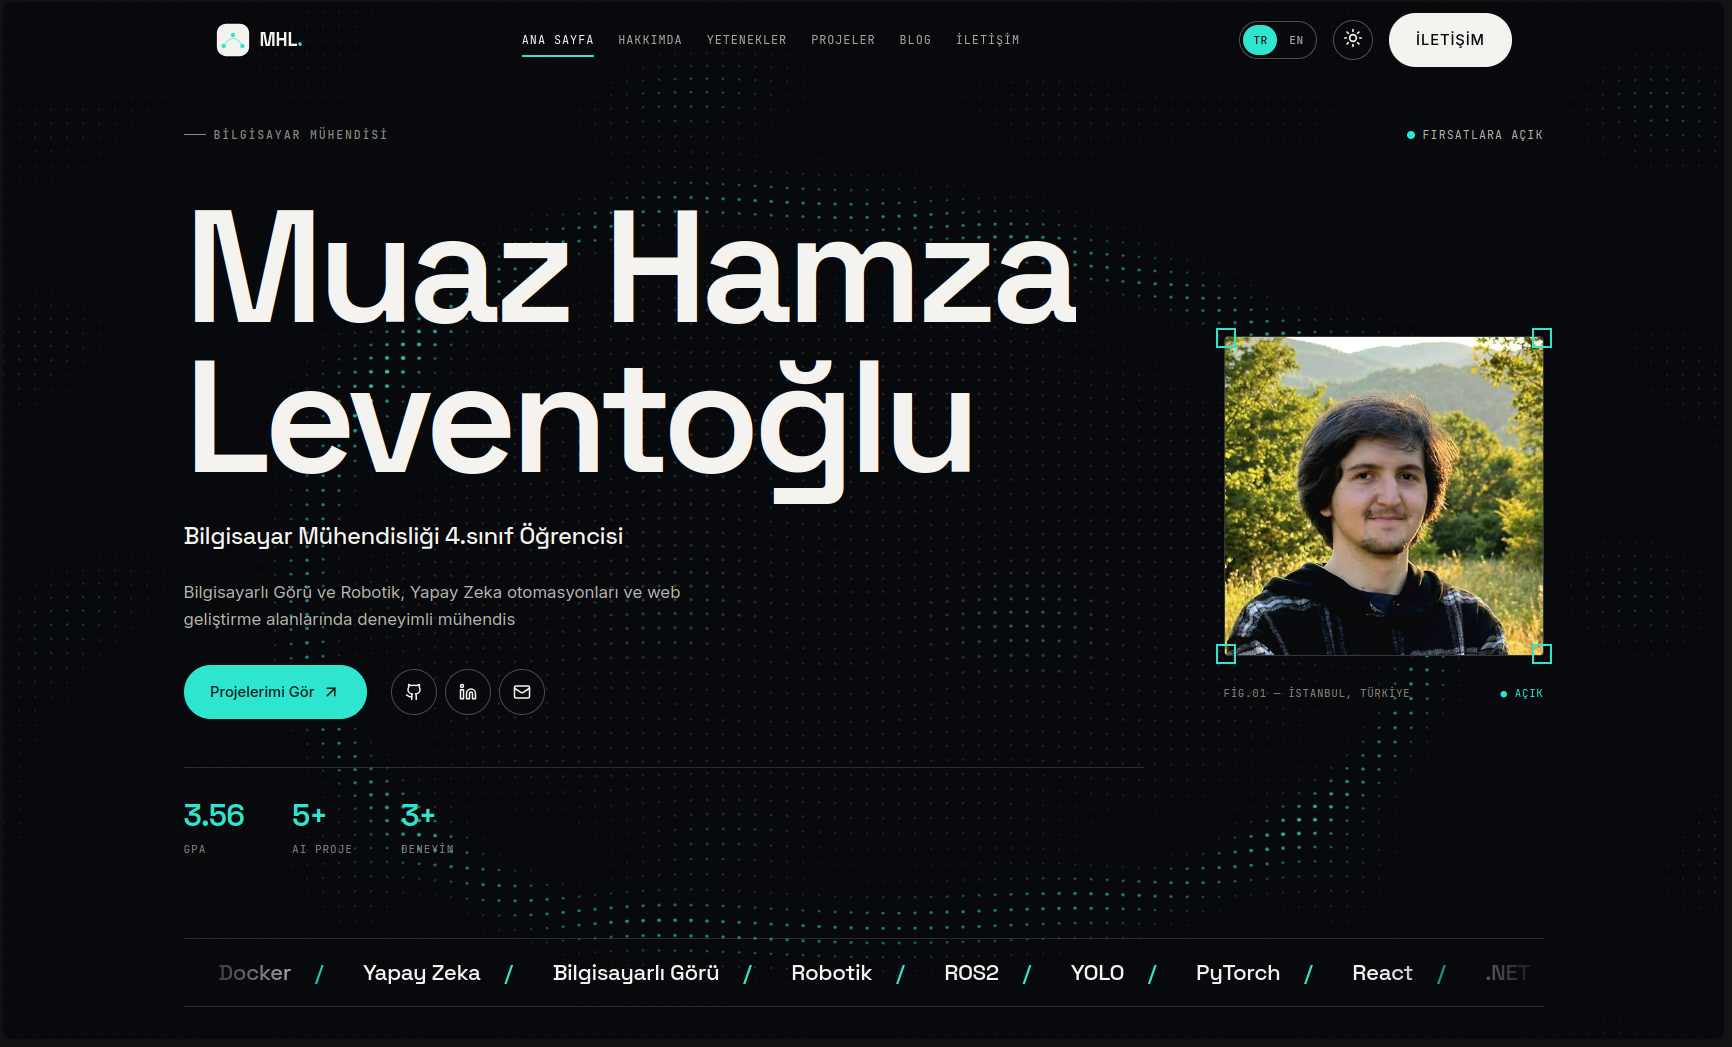 MHL.
ANA SAYFA
HAKKIMDA
YETENEKLER
PROJELER
BLOG
İLETİŞİM
TR
EN
İLETİŞİM
BİLGİSAYAR MÜHENDİSİ
FIRSATLARA AÇIK
Muaz Hamza
Leventoğlu
Bilgisayar Mühendisliği 4.sınıf Öğrencisi
Bilgisayarlı Görü ve Robotik, Yapay Zeka otomasyonları ve web
geliştirme alanlarında deneyimli mühendis
Projelerimi Gör
FİG.01 — İSTANBUL, TÜRKİYE
AÇIK
3.56
GPA
5+
AI PROJE
3+
DENEYİM
Docker / Yapay Zeka / Bilgisayarlı Görü / Robotik / ROS2 / YOLO / PyTorch / React / .NET